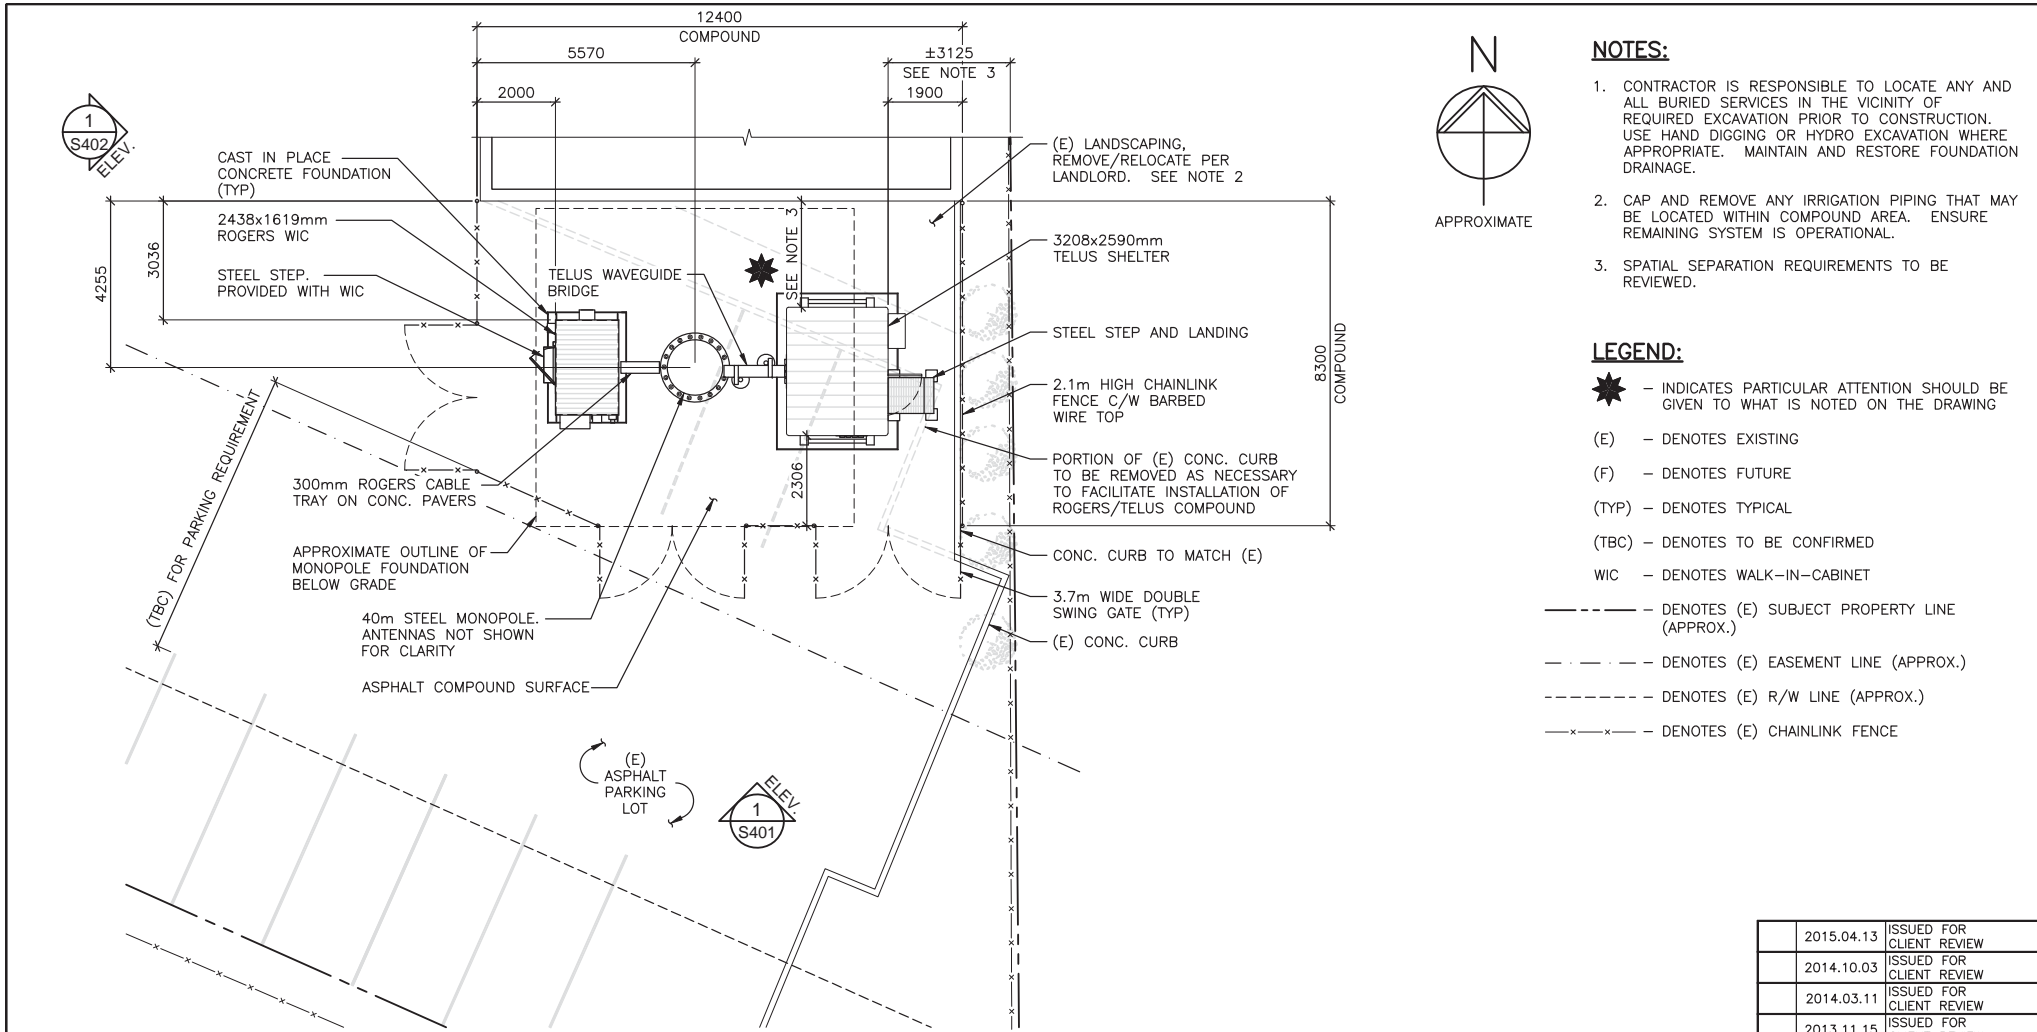 12400
COMPOUND
5570
±3125
SEE NOTE 3
2000
1900
1
S402
ELEV.
CAST IN PLACE
CONCRETE FOUNDATION
(TYP)
2438x1619mm
ROGERS WIC
STEEL STEP.
PROVIDED WITH WIC
3036
4255
TELUS WAVEGUIDE
BRIDGE
SEE NOTE 3
(E) LANDSCAPING,
REMOVE/RELOCATE PER
LANDLORD. SEE NOTE 2
3208x2590mm
TELUS SHELTER
STEEL STEP AND LANDING
2.1m HIGH CHAINLINK
FENCE C/W BARBED
WIRE TOP
8300
COMPOUND
PORTION OF (E) CONC. CURB
TO BE REMOVED AS NECESSARY
TO FACILITATE INSTALLATION OF
ROGERS/TELUS COMPOUND
2306
CONC. CURB TO MATCH (E)
3.7m WIDE DOUBLE
SWING GATE (TYP)
(E) CONC. CURB
(TBC) FOR PARKING REQUIREMENT
300mm ROGERS CABLE
TRAY ON CONC. PAVERS
APPROXIMATE OUTLINE OF
MONOPOLE FOUNDATION
BELOW GRADE
40m STEEL MONOPOLE.
ANTENNAS NOT SHOWN
FOR CLARITY
ASPHALT COMPOUND SURFACE
(E)
ASPHALT
PARKING
LOT
1
S401
ELEV.
N
APPROXIMATE
NOTES:
1. CONTRACTOR IS RESPONSIBLE TO LOCATE ANY AND
ALL BURIED SERVICES IN THE VICINITY OF
REQUIRED EXCAVATION PRIOR TO CONSTRUCTION.
USE HAND DIGGING OR HYDRO EXCAVATION WHERE
APPROPRIATE. MAINTAIN AND RESTORE FOUNDATION
DRAINAGE.
2. CAP AND REMOVE ANY IRRIGATION PIPING THAT MAY
BE LOCATED WITHIN COMPOUND AREA. ENSURE
REMAINING SYSTEM IS OPERATIONAL.
3. SPATIAL SEPARATION REQUIREMENTS TO BE
REVIEWED.
LEGEND:
– INDICATES PARTICULAR ATTENTION SHOULD BE
GIVEN TO WHAT IS NOTED ON THE DRAWING
(E) – DENOTES EXISTING
(F) – DENOTES FUTURE
(TYP) – DENOTES TYPICAL
(TBC) – DENOTES TO BE CONFIRMED
WIC – DENOTES WALK-IN-CABINET
– DENOTES (E) SUBJECT PROPERTY LINE
(APPROX.)
– DENOTES (E) EASEMENT LINE (APPROX.)
– DENOTES (E) R/W LINE (APPROX.)
– DENOTES (E) CHAINLINK FENCE
2015.04.13 ISSUED FOR
CLIENT REVIEW
2014.10.03 ISSUED FOR
CLIENT REVIEW
2014.03.11 ISSUED FOR
CLIENT REVIEW
2013.11.15 ISSUED FOR